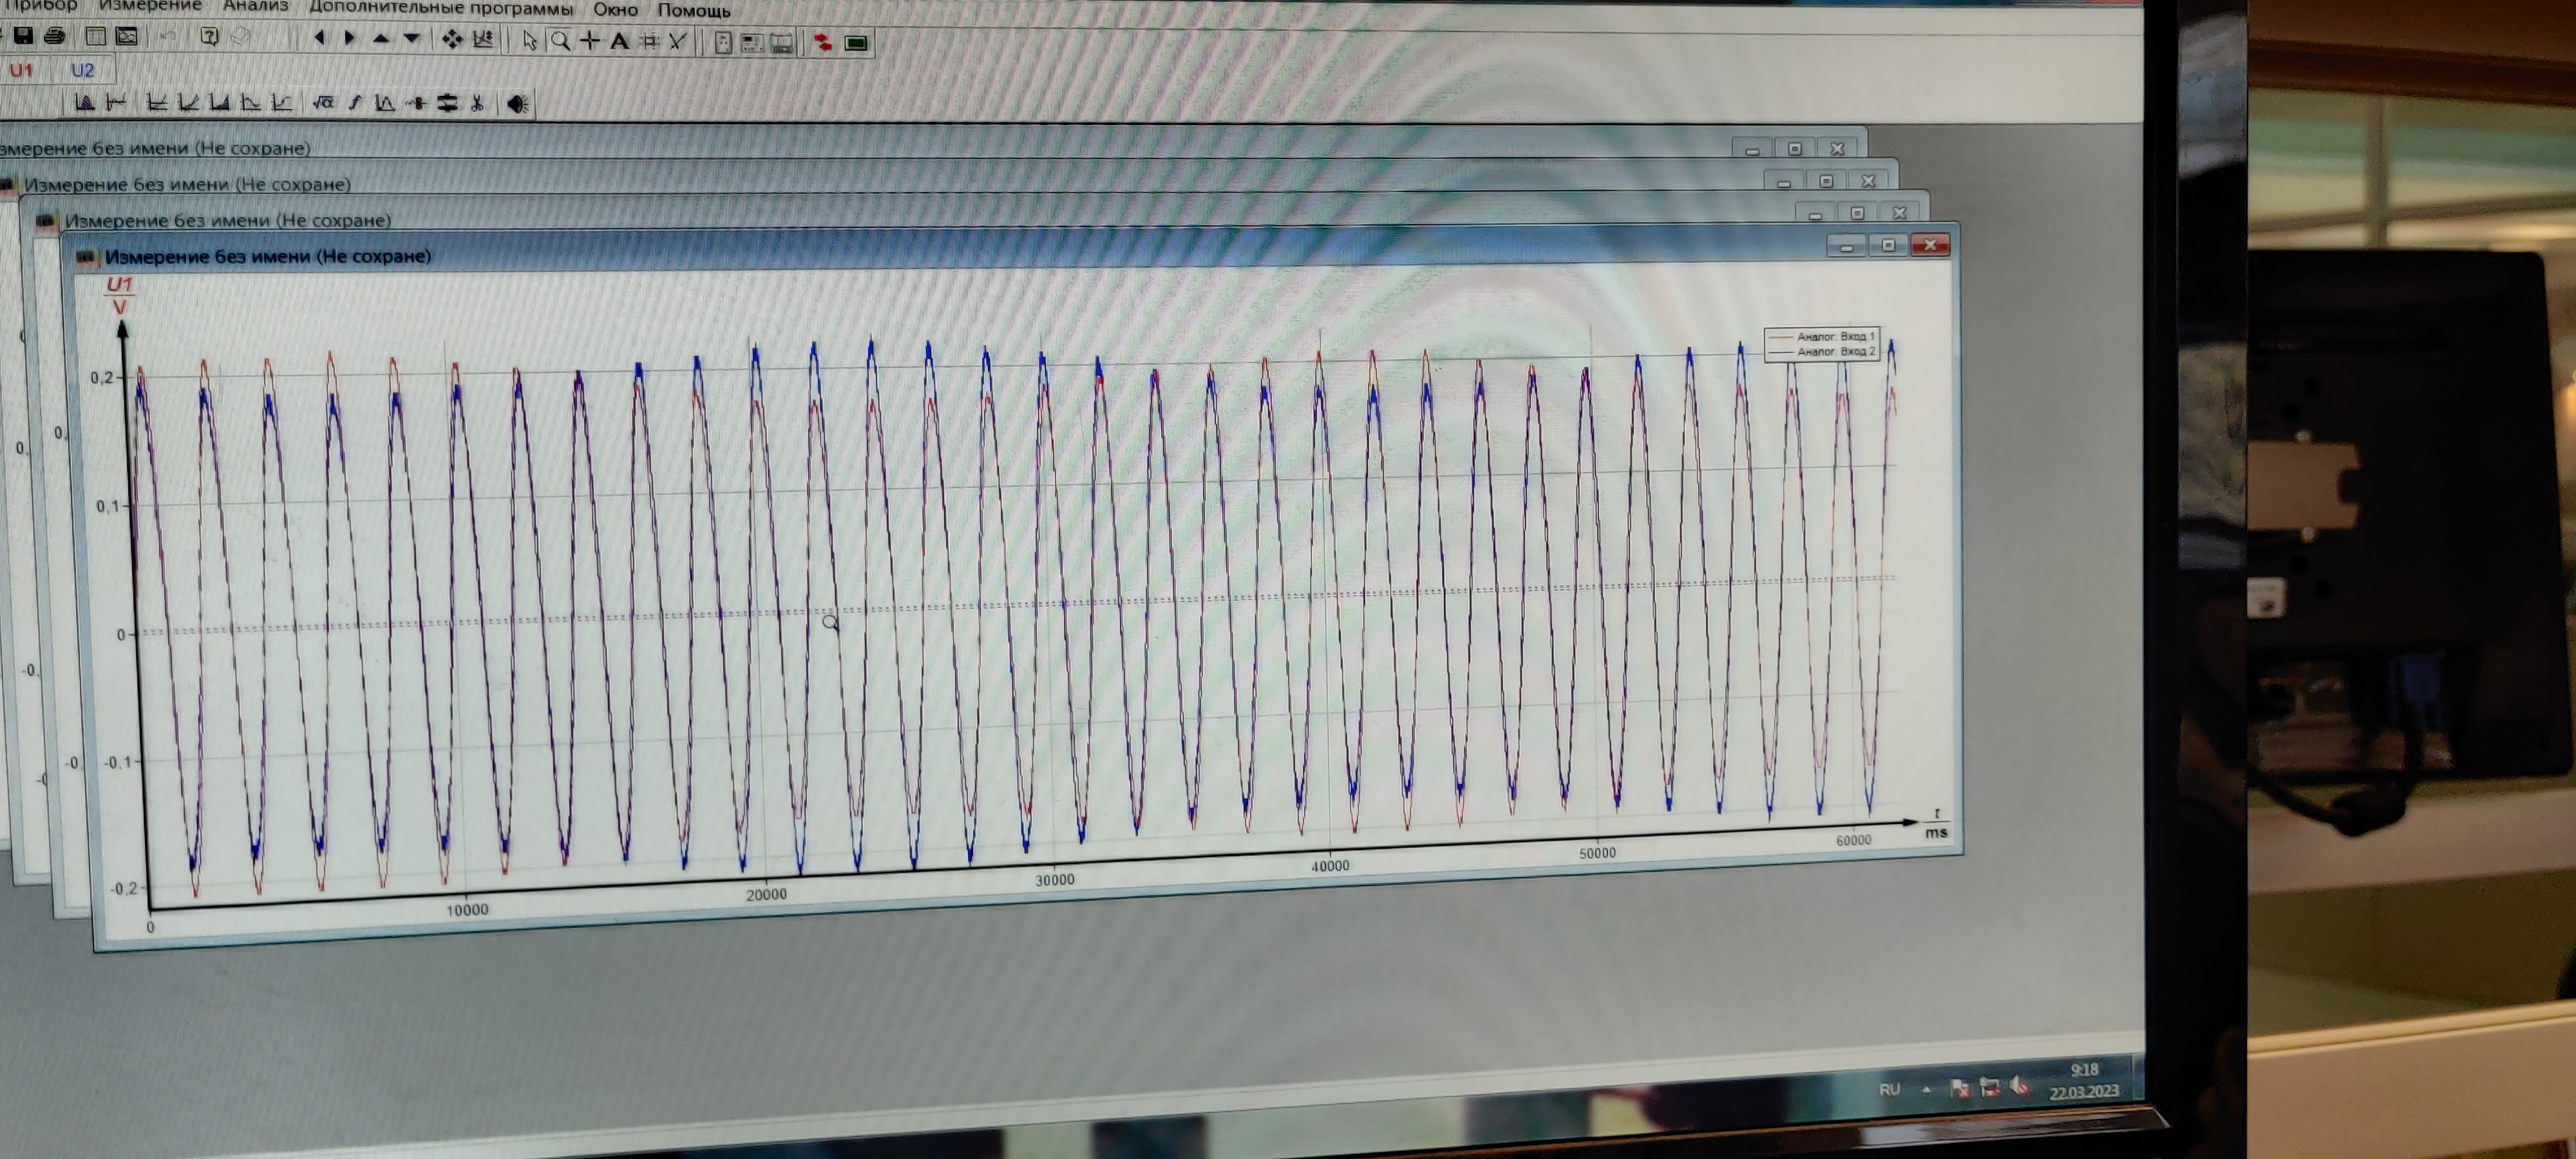 Прибор Измерение Анализ Дополнительные программы Окно Помощь
U1 U2
змерение без имени (Не сохране)
Измерение без имени (Не сохране)
Измерение без имени (Не сохране)
Измерение без имени (Не сохране)
U1
V
Аналог. Вход 1
Аналог. Вход 2
0,2
0,1
0
-0,1
-0,2
0 10000 20000 30000 40000 50000 60000
t
ms
RU
9:18
22.03.2023